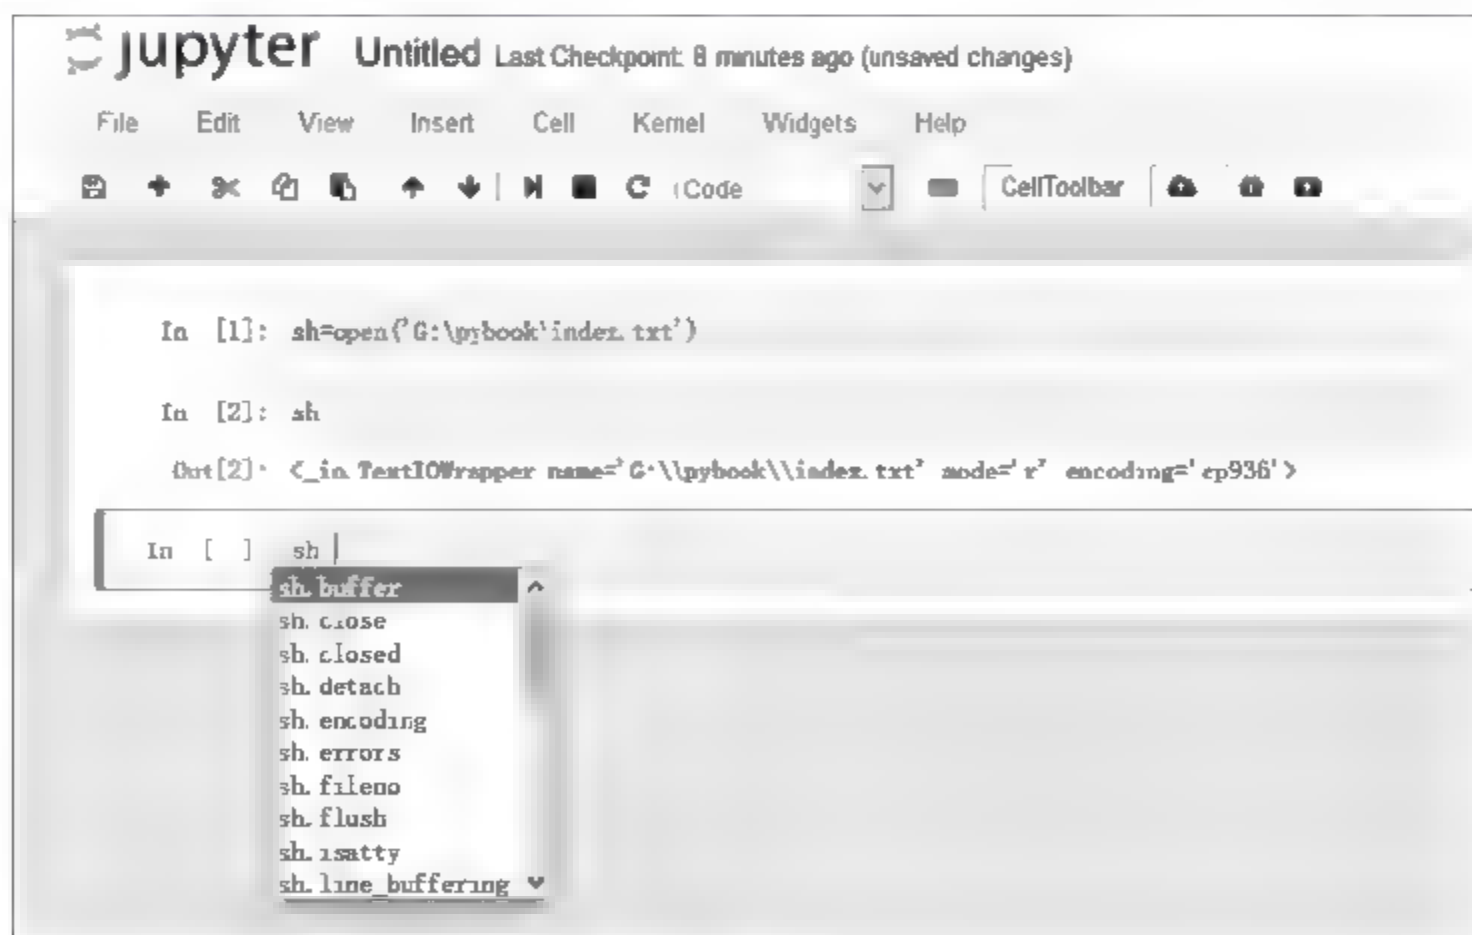 jupyter Untitled Last Checkpoint: 8 minutes ago (unsaved changes)
File Edit View Insert Cell Kernel Widgets Help
Code CellToolbar
In [1]: sh=open('G:\pybook\index.txt')
In [2]: sh
Out[2]: <_io.TextIOWrapper name='G:\\pybook\\index.txt' mode='r' encoding='cp936'>
In [ ] sh
sh.buffer
sh.close
sh.closed
sh.detach
sh.encoding
sh.errors
sh.fileno
sh.flush
sh.isatty
sh.line_buffering